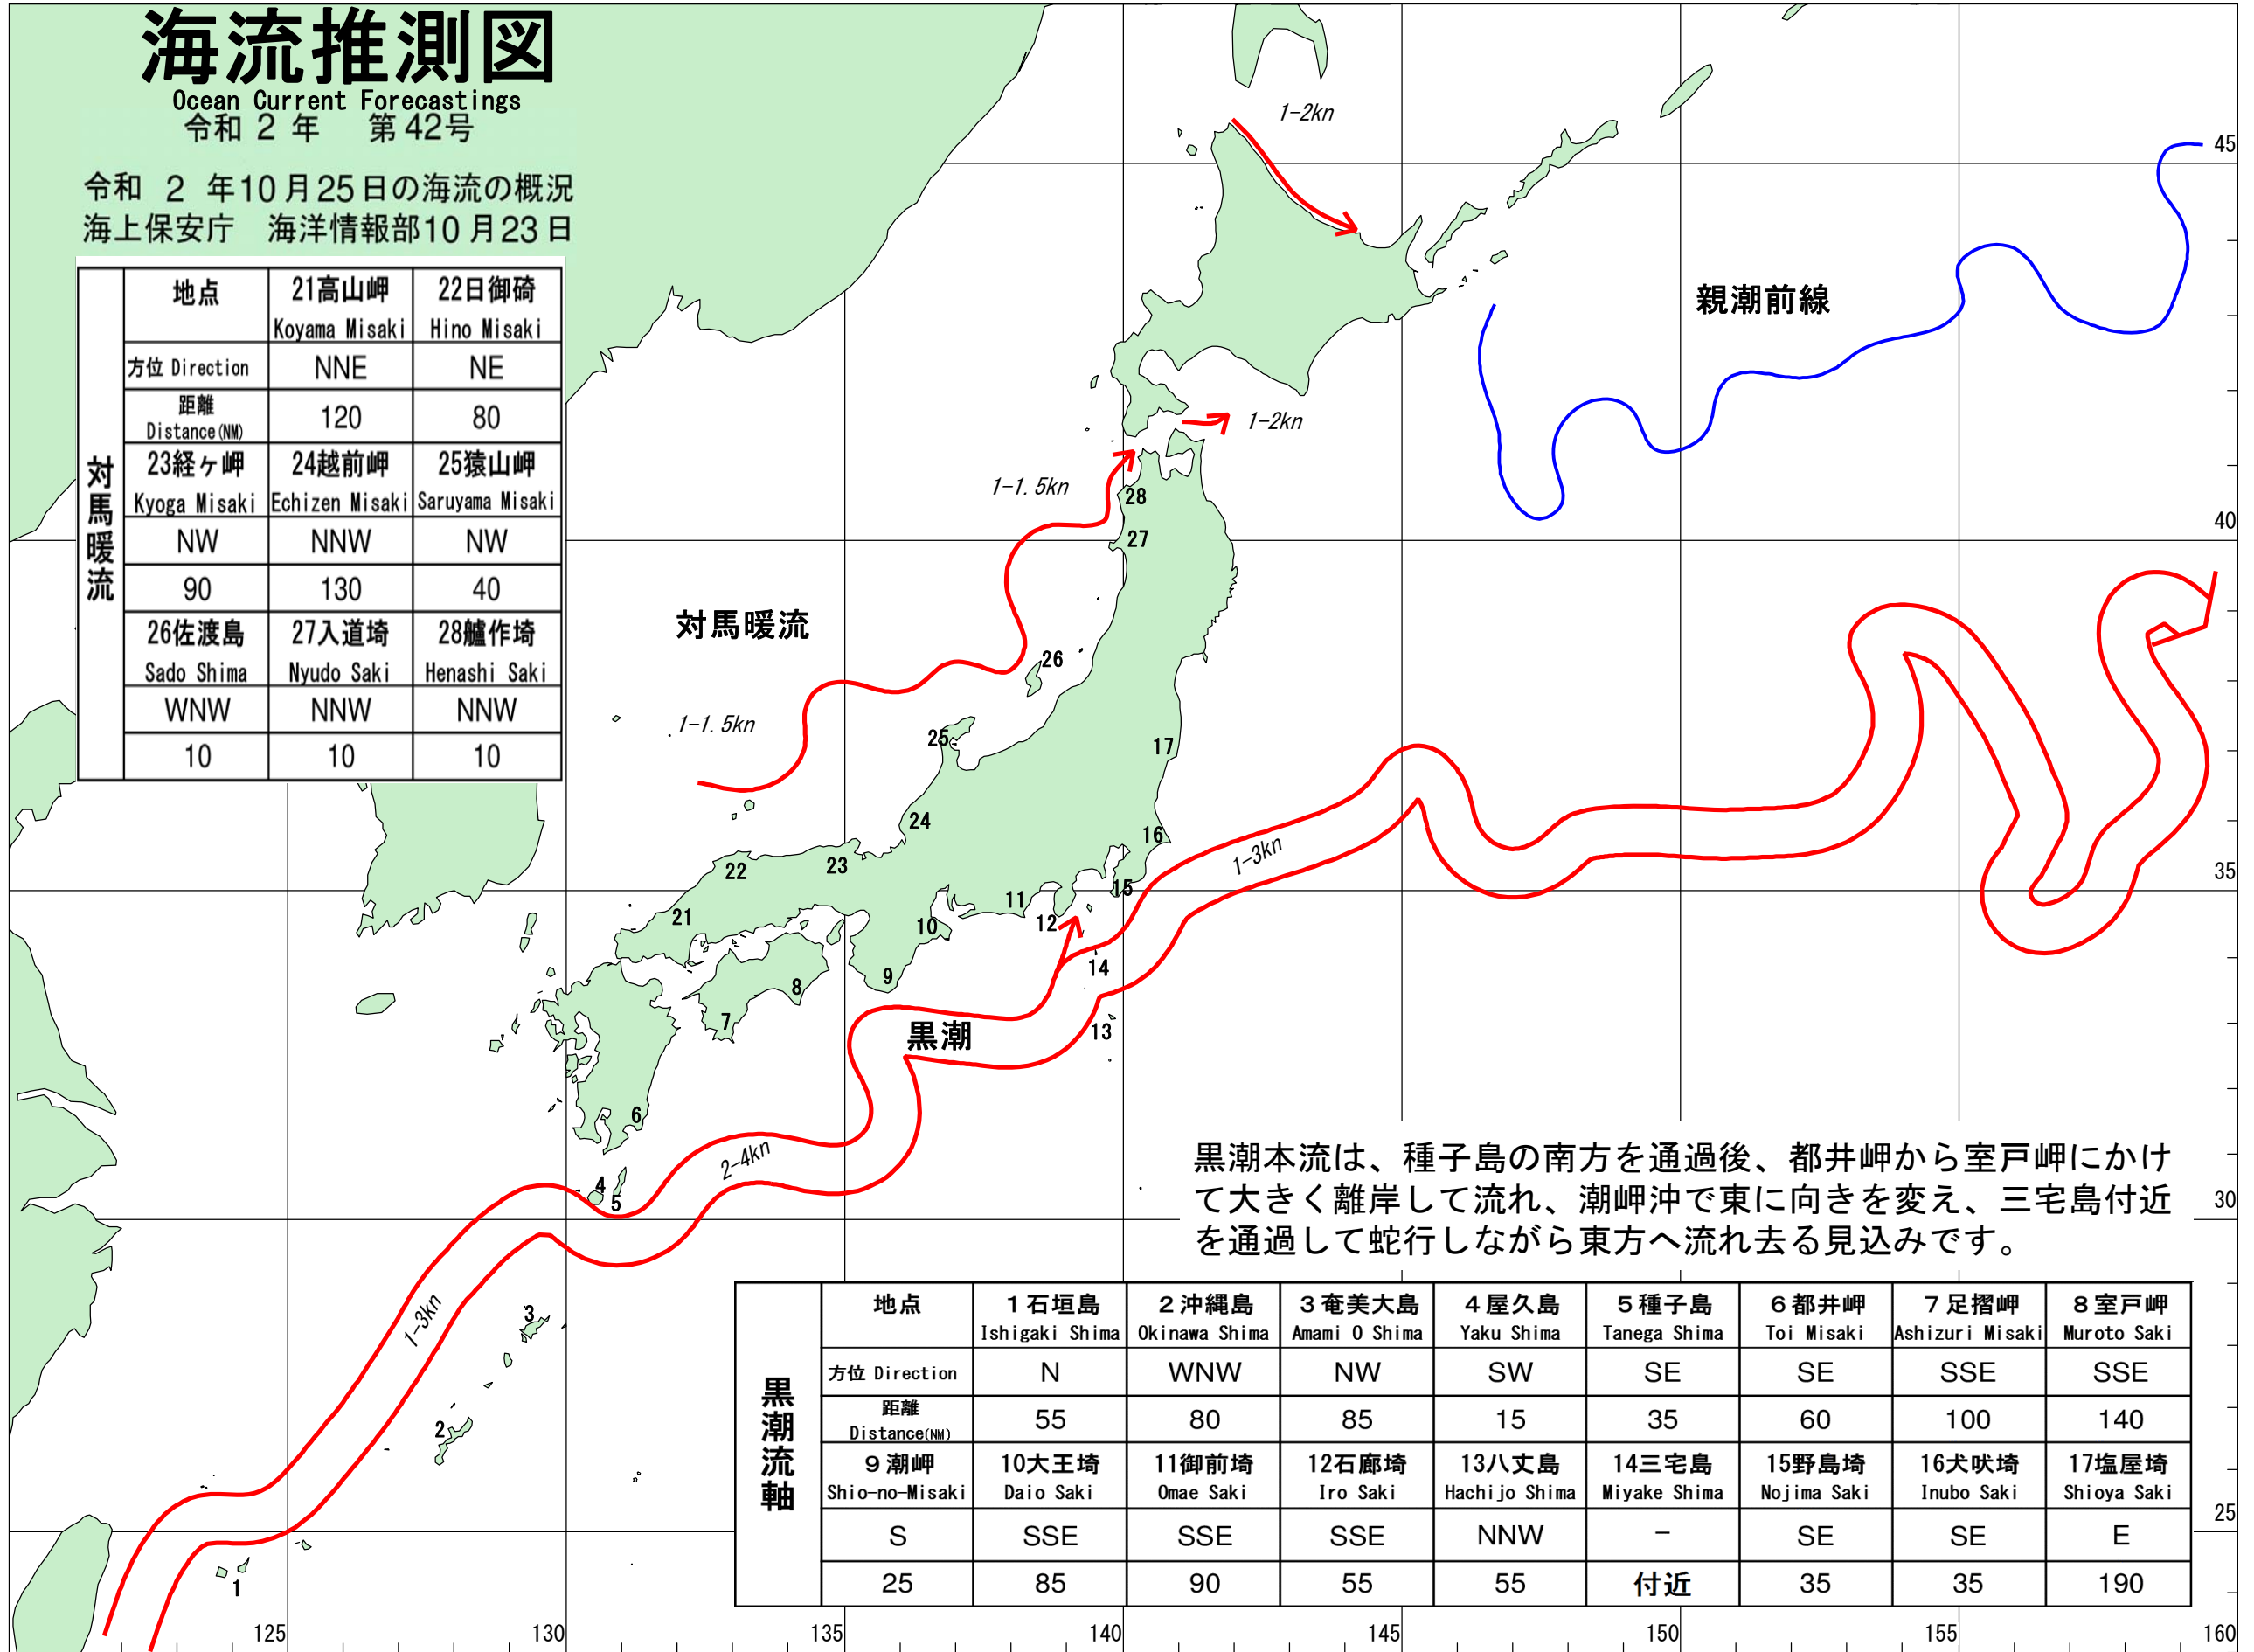 海流推測図
Ocean Current Forecastings
令和 2 年 第42号
令和 2 年10月25日の海流の概況
海上保安庁 海洋情報部10月23日
対馬暖流
地点 21高山岬 22日御碕
Koyama Misaki Hino Misaki
方位 Direction NNE NE
距離 Distance(NM) 120 80
23経ヶ岬 24越前岬 25猿山岬
Kyoga Misaki Echizen Misaki Saruyama Misaki
NW NNW NW
90 130 40
26佐渡島 27入道埼 28艫作埼
Sado Shima Nyudo Saki Henashi Saki
WNW NNW NNW
10 10 10
1-2kn
45
親潮前線
1-2kn
1-1.5kn
28
40
27
対馬暖流
26
1-1.5kn
25
17
24
16
1-3kn
23
22
35
15
11
21
12
10
14
9
8
7
黒潮
13
6
2-4kn
4
5
30
黒潮本流は、種子島の南方を通過後、都井岬から室戸岬にかけ
て大きく離岸して流れ、潮岬沖で東に向きを変え、三宅島付近
を通過して蛇行しながら東方へ流れ去る見込みです。
1-3kn
3
2
1
25
黒潮流軸
地点 1石垣島 2沖縄島 3奄美大島 4屋久島 5種子島 6都井岬 7足摺岬 8室戸岬
Ishigaki Shima Okinawa Shima Amami O Shima Yaku Shima Tanega Shima Toi Misaki Ashizuri Misaki Muroto Saki
方位 Direction N WNW NW SW SE SE SSE SSE
距離 Distance(NM) 55 80 85 15 35 60 100 140
9潮岬 10大王埼 11御前埼 12石廊埼 13八丈島 14三宅島 15野島埼 16犬吠埼 17塩屋埼
Shio-no-Misaki Daio Saki Omae Saki Iro Saki Hachijo Shima Miyake Shima Nojima Saki Inubo Saki Shioya Saki
S SSE SSE SSE NNW － SE SE E
25 85 90 55 55 付近 35 35 190
125 130 135 140 145 150 155 160